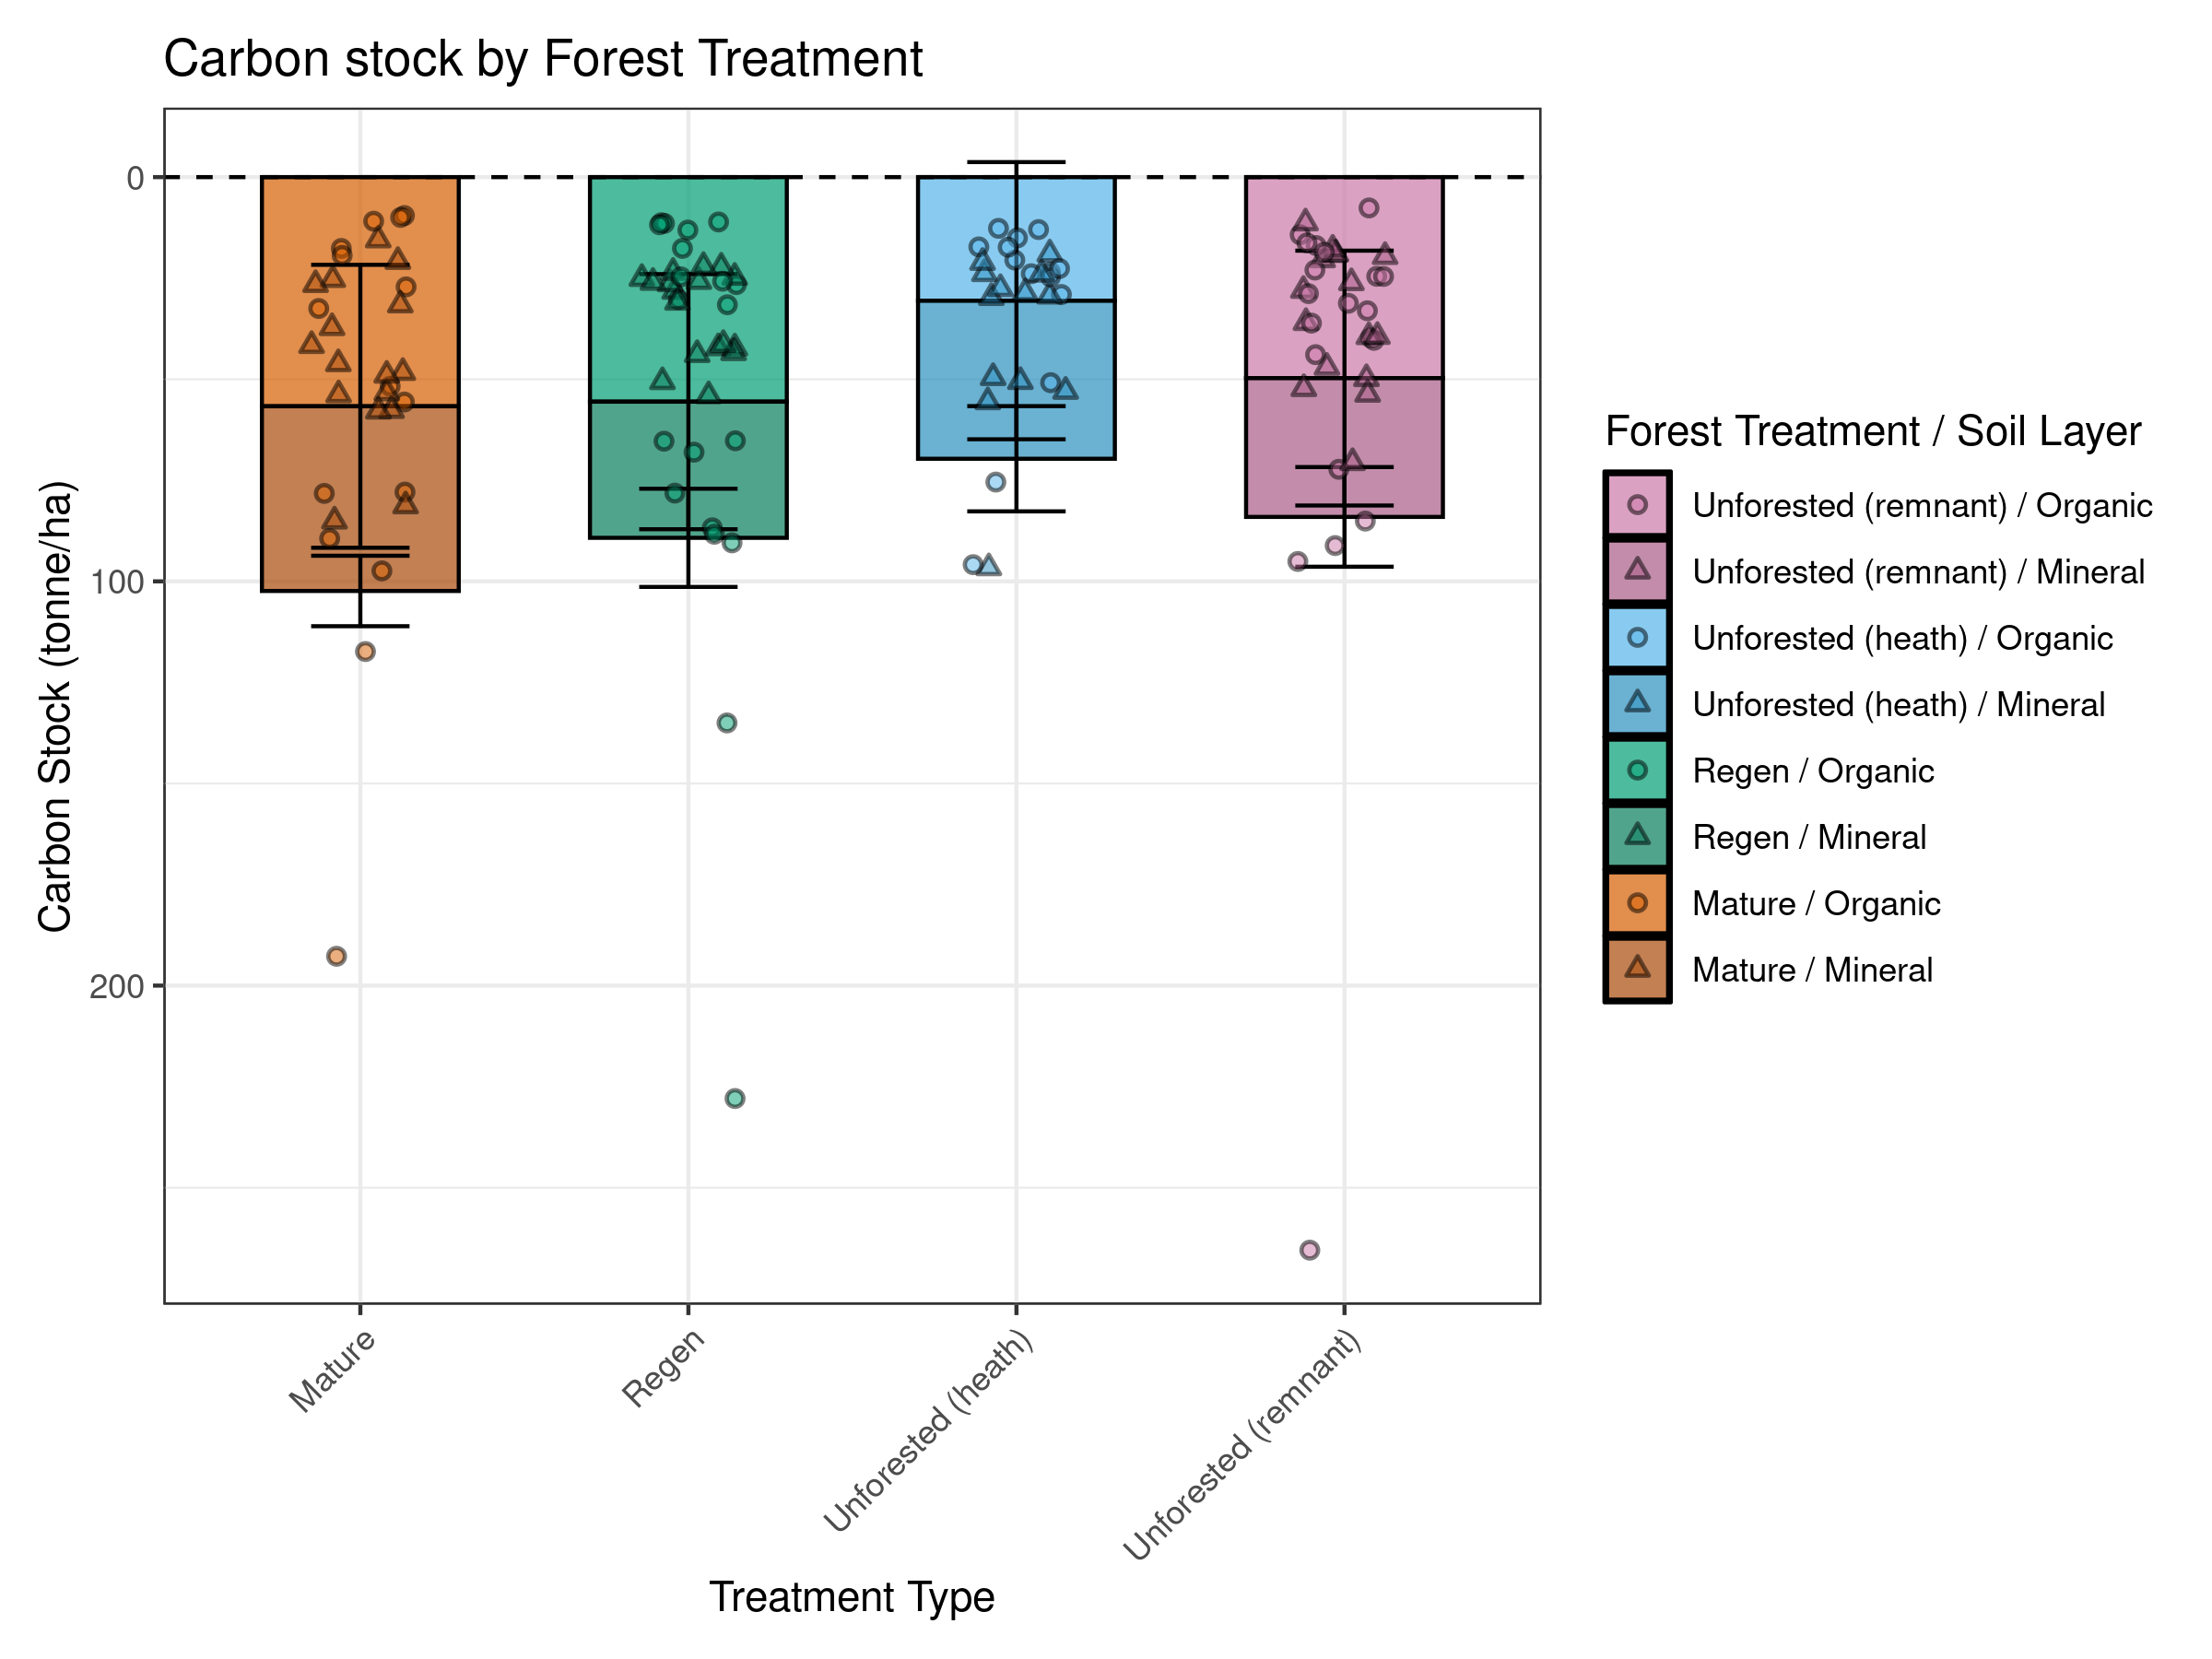 Carbon stock by Forest Treatment
Carbon Stock (tonne/ha)
0
100
200
Mature
Regen
Unforested (heath)
Unforested (remnant)
Treatment Type
Forest Treatment / Soil Layer
Unforested (remnant) / Organic
Unforested (remnant) / Mineral
Unforested (heath) / Organic
Unforested (heath) / Mineral
Regen / Organic
Regen / Mineral
Mature / Organic
Mature / Mineral